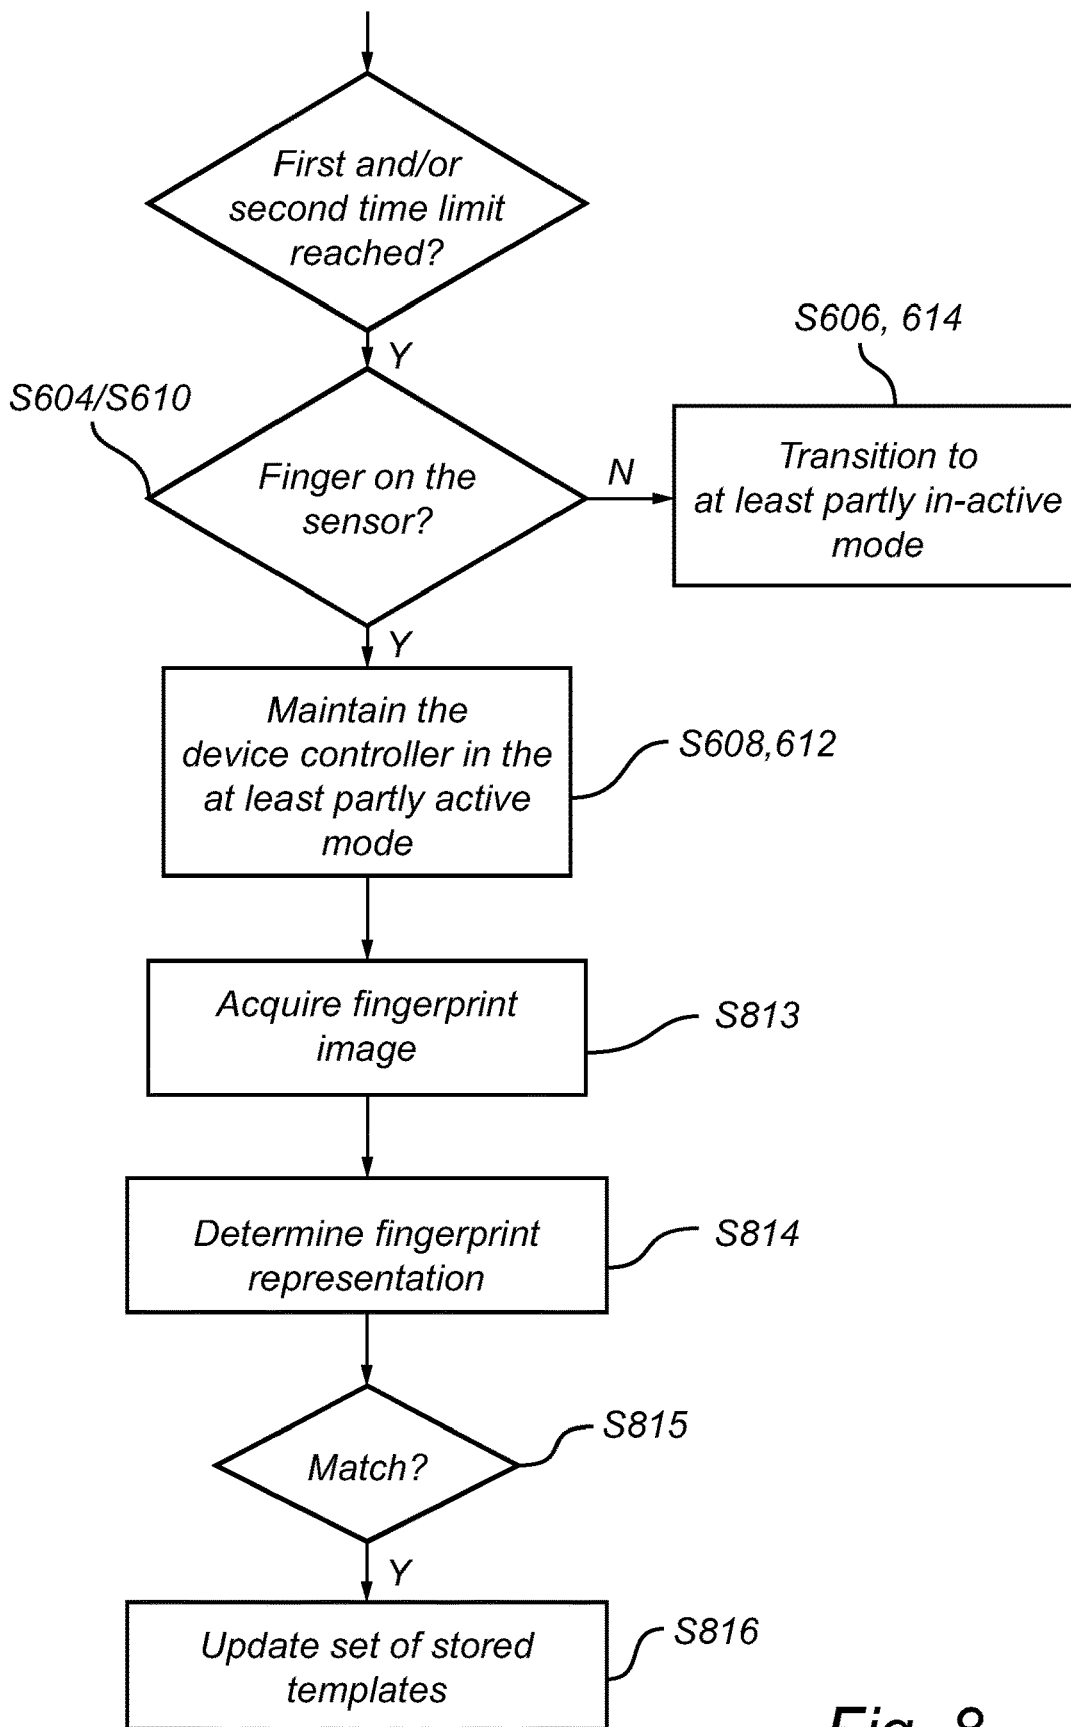 First and/or
second time limit
reached?
Y
S606, 614
S604/S610
Finger on the
sensor?
N
Transition to
at least partly in-active
mode
Y
Maintain the
device controller in the
at least partly active
mode
S608,612
Acquire fingerprint
image
S813
Determine fingerprint
representation
S814
Match?
S815
Y
Update set of stored
templates
S816
Fig. 8